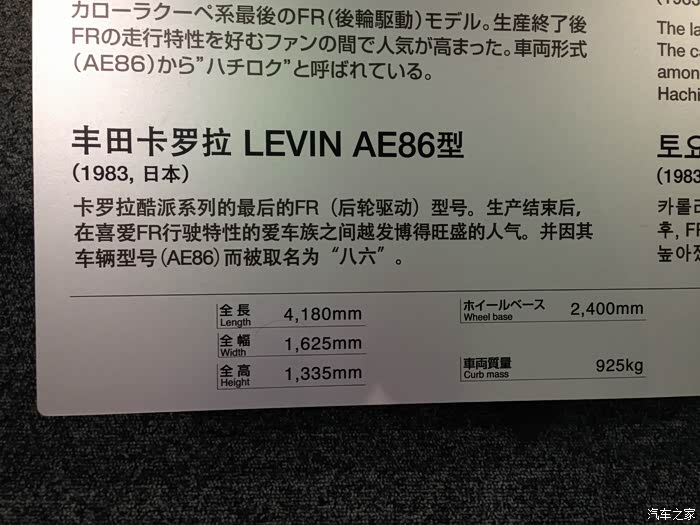 カローラクーペ系最後のFR(後輪駆動)モデル。生産終了後
FRの走行特性を好むファンの間で人気が高まった。車両形式
(AE86)から"ハチロク"と呼ばれている。
丰田卡罗拉 LEVIN AE86型
(1983, 日本)
卡罗拉酷派系列的最后的FR（后轮驱动）型号。生产结束后，
在喜爱FR行驶特性的爱车族之间越发博得旺盛的人气。并因其
车辆型号(AE86)而被取名为“八六”。
全長 4,180mm
Length
全幅 1,625mm
Width
全高 1,335mm
Height
ホイールベース 2,400mm
Wheel base
車両質量 925kg
Curb mass
The la
The ca
amon
Hachi
토요
(1983
카롤라
후, FR
높아졌
汽车之家